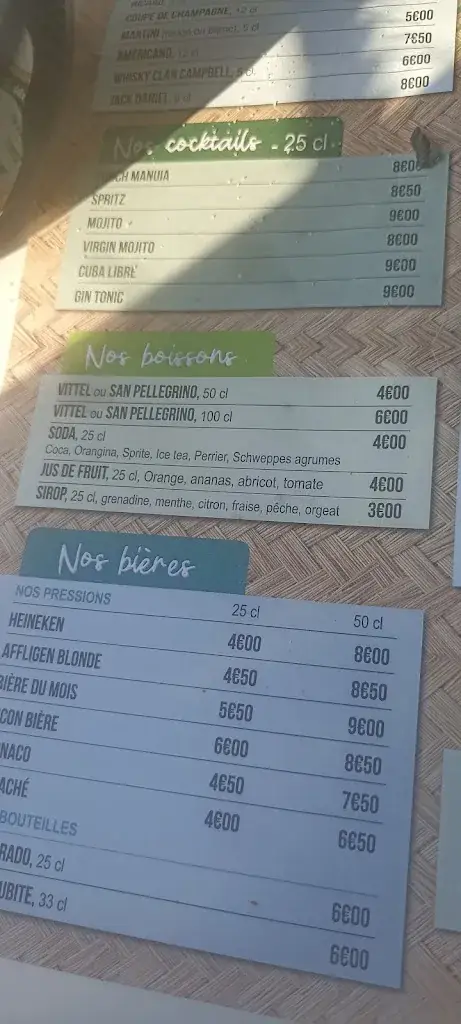 COUPE DE CHAMPAGNE, 12 cl
MARTINI 5 cl 5€00
AMERICANO, 12 cl 7€50
WHISKY CLAN CAMPBELL, 5 cl 6€00
JACK DANIEL 8€00
Nos cocktails - 25 cl
CH MANUIA 8€00
SPRITZ 8€50
MOJITO 9€00
VIRGIN MOJITO 8€00
CUBA LIBRE 9€00
GIN TONIC 9€00
Nos boissons
VITTEL ou SAN PELLEGRINO, 50 cl 4€00
VITTEL ou SAN PELLEGRINO, 100 cl 6€00
SODA, 25 cl 4€00
Coca, Orangina, Sprite, Ice tea, Perrier, Schweppes agrumes
JUS DE FRUIT, 25 cl, Orange, ananas, abricot, tomate 4€00
SIROP, 25 cl, grenadine, menthe, citron, fraise, pêche, orgeat 3€00
Nos bières
NOS PRESSIONS 25 cl 50 cl
HEINEKEN 4€00 8€00
AFFLIGEN BLONDE 4€50 8€50
BIÈRE DU MOIS 5€50 9€00
CON BIÈRE 6€00 8€50
NACO 4€50 7€50
ACHÉ 4€00 6€50
BOUTEILLES
RADO, 25 cl 6€00
UBITE, 33 cl 6€00